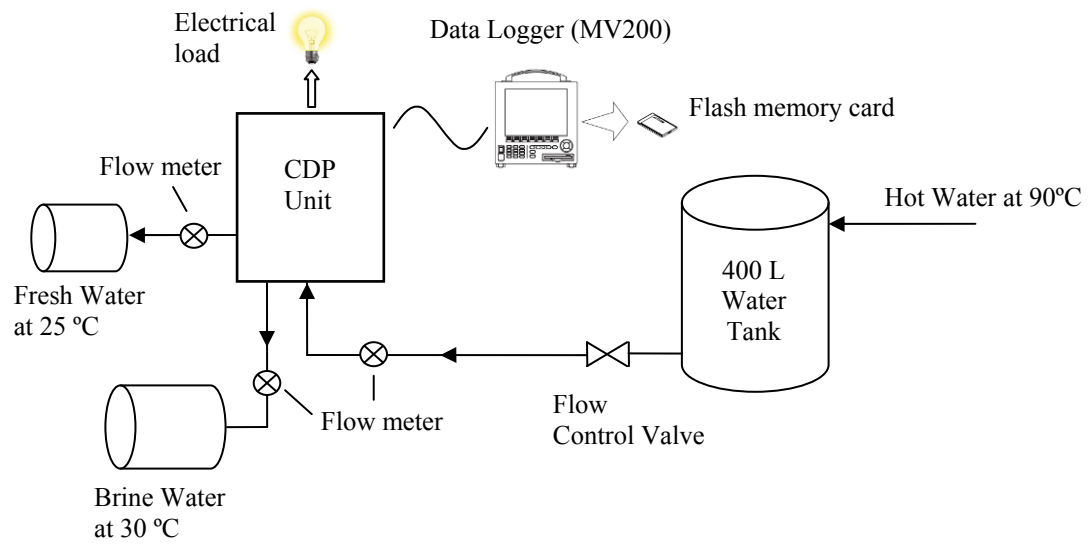 Electrical
load
Data Logger (MV200)
Flash memory card
Flow meter
CDP
Unit
Hot Water at 90ºC
400 L
Water
Tank
Fresh Water
at 25 ºC
Flow meter
Flow
Control Valve
Brine Water
at 30 ºC